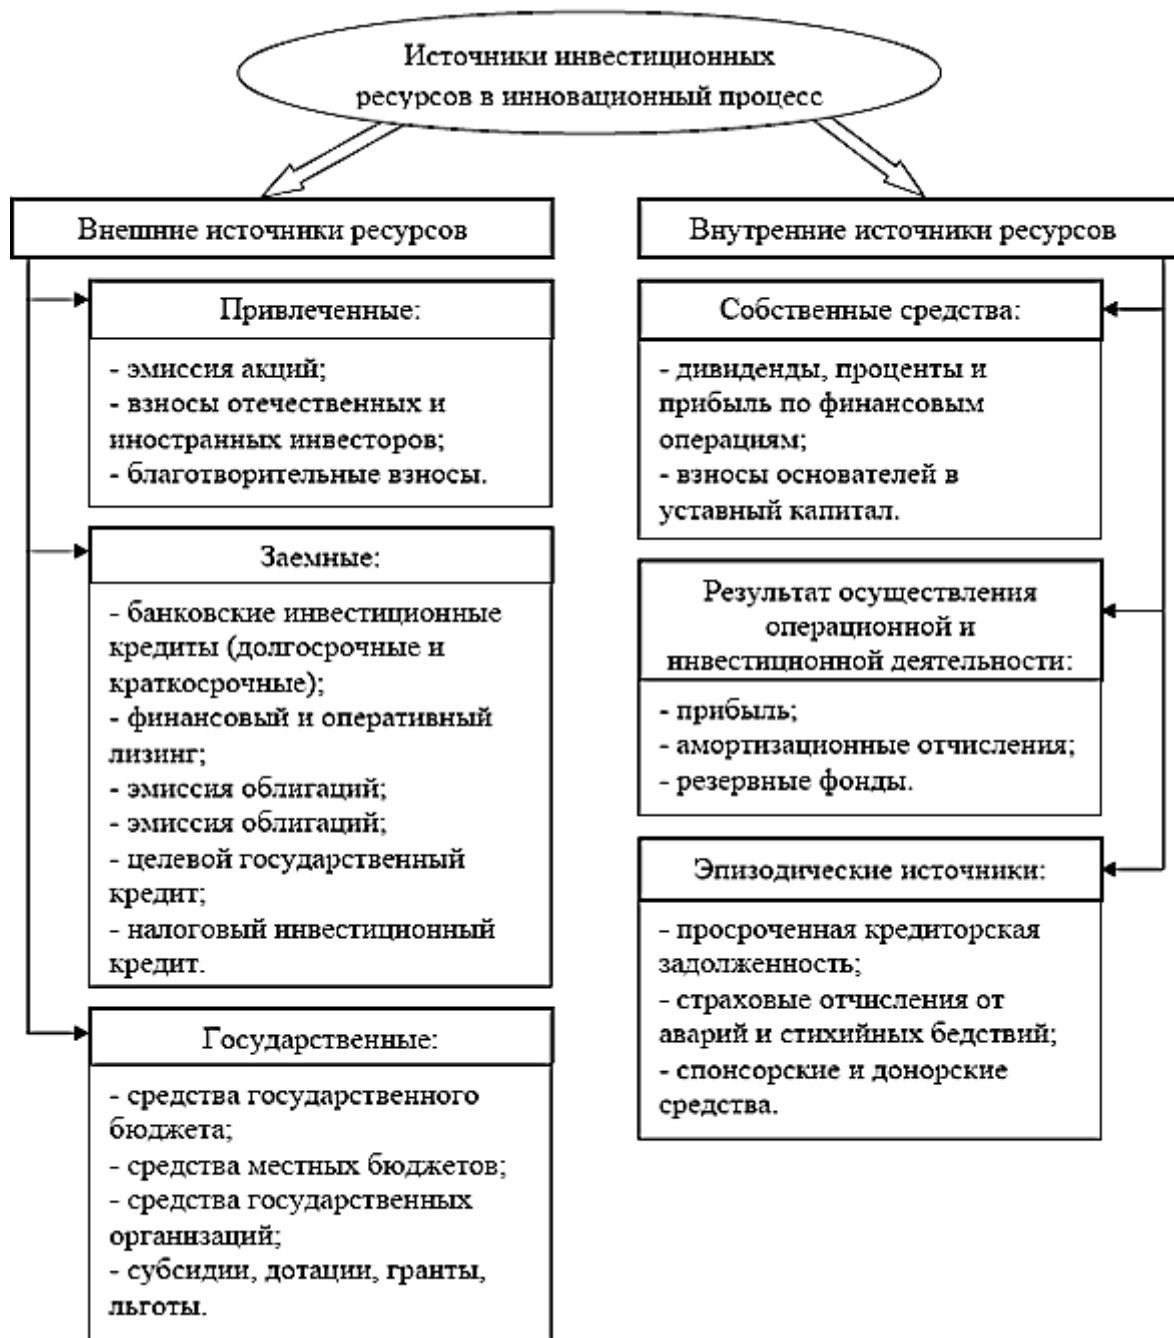 Источники инвестиционных
ресурсов в инновационный процесс
Внешние источники ресурсов
Привлеченные:
- эмиссия акций;
- взносы отечественных и
иностранных инвесторов;
- благотворительные взносы.
Заемные:
- банковские инвестиционные
кредиты (долгосрочные и
краткосрочные);
- финансовый и оперативный
лизинг;
- эмиссия облигаций;
- эмиссия облигаций;
- целевой государственный
кредит;
- налоговый инвестиционный
кредит.
Государственные:
- средства государственного
бюджета;
- средства местных бюджетов;
- средства государственных
организаций;
- субсидии, дотации, гранты,
льготы.
Внутренние источники ресурсов
Собственные средства:
- дивиденды, проценты и
прибыль по финансовым
операциям;
- взносы основателей в
уставный капитал.
Результат осуществления
операционной и
инвестиционной деятельности:
- прибыль;
- амортизационные отчисления;
- резервные фонды.
Эпизодические источники:
- просроченная кредиторская
задолженность;
- страховые отчисления от
аварий и стихийных бедствий;
- спонсорские и донорские
средства.